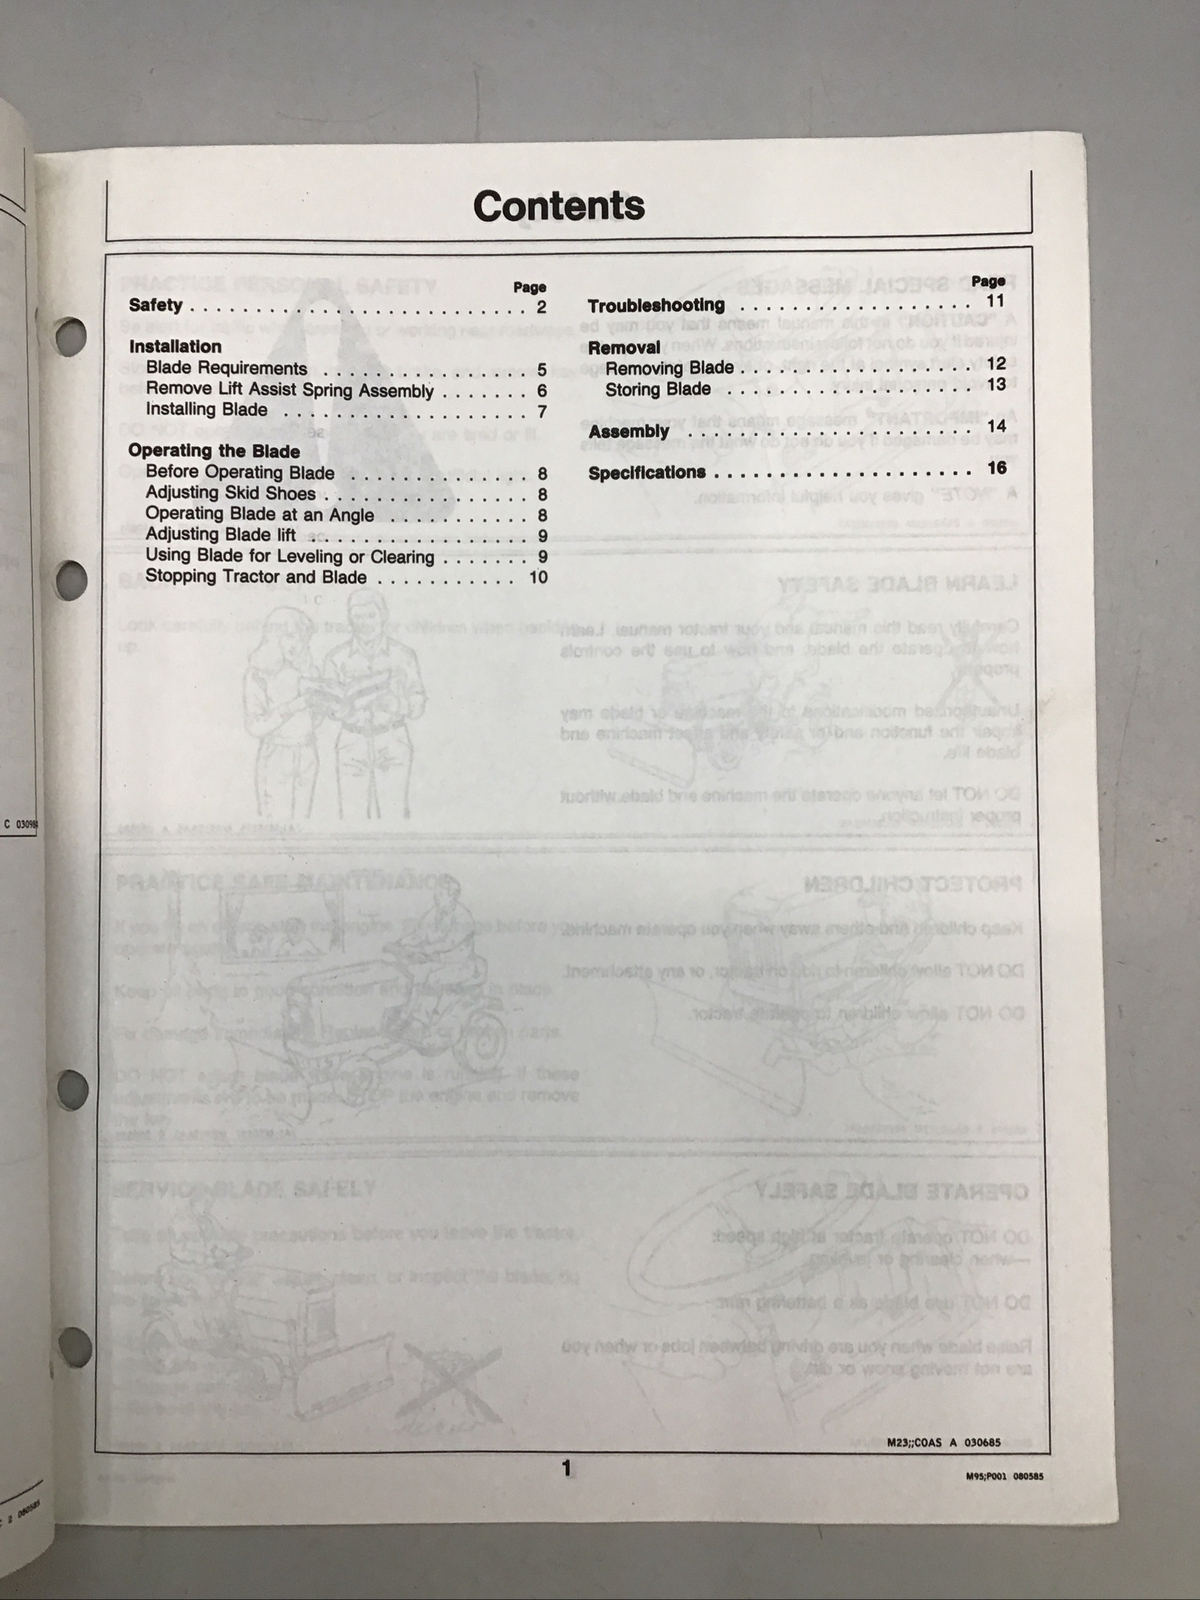 Contents
Page
Safety . . . . . . . . . . . . . . . . . . . . . . . . . . 2
Installation
Blade Requirements . . . . . . . . . . . . . . . . 5
Remove Lift Assist Spring Assembly . . . . . . . 6
Installing Blade . . . . . . . . . . . . . . . . . . . . 7
Operating the Blade
Before Operating Blade . . . . . . . . . . . . . . 8
Adjusting Skid Shoes . . . . . . . . . . . . . . . . 8
Operating Blade at an Angle . . . . . . . . . . . 8
Adjusting Blade lift . . . . . . . . . . . . . . . . . 9
Using Blade for Leveling or Clearing . . . . . . . 9
Stopping Tractor and Blade . . . . . . . . . . . 10
Page
Troubleshooting . . . . . . . . . . . . . . . . . . 11
Removal
Removing Blade . . . . . . . . . . . . . . . . . . 12
Storing Blade . . . . . . . . . . . . . . . . . . . 13
Assembly . . . . . . . . . . . . . . . . . . . . . . 14
Specifications . . . . . . . . . . . . . . . . . . . . 16
M23;;COAS A 030685
1
M95;P001 080585